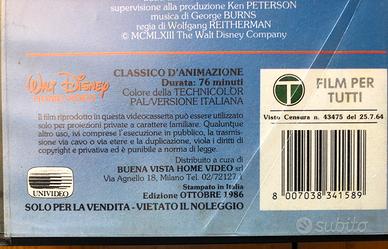 supervisione alla produzione Ken PETERSON
musica di George BURNS
regia di Wolfgang REITHERMAN
© MCMLXIII The Walt Disney Company
WALT DISNEY
HOME VIDEO
CLASSICO D'ANIMAZIONE
Durata: 76 minuti
Colore della TECHNICOLOR
PAL/VERSIONE ITALIANA
Il film riprodotto in questa videocassetta può essere utilizzato
solo per proiezioni private a carattere familiare. Qualunque
altro uso, ivi comprese l'esecuzione in pubblico, la trasmis-
sione via cavo o via etere e la duplicazione, viola i diritti di
copyright e privativa ed è punibile a norma di legge.
Distribuito a cura di
BUENA VISTA HOME VIDEO srl
Via Agnello 18, Milano Tel. 02/72127
Stampato in Italia
Edizione OTTOBRE 1986
UNIVIDEO
SOLO PER LA VENDITA - VIETATO IL NOLEGGIO
T
FILM PER
TUTTI
Visto Censura n. 43475 del 25.7.64
8 007038 341589
subito